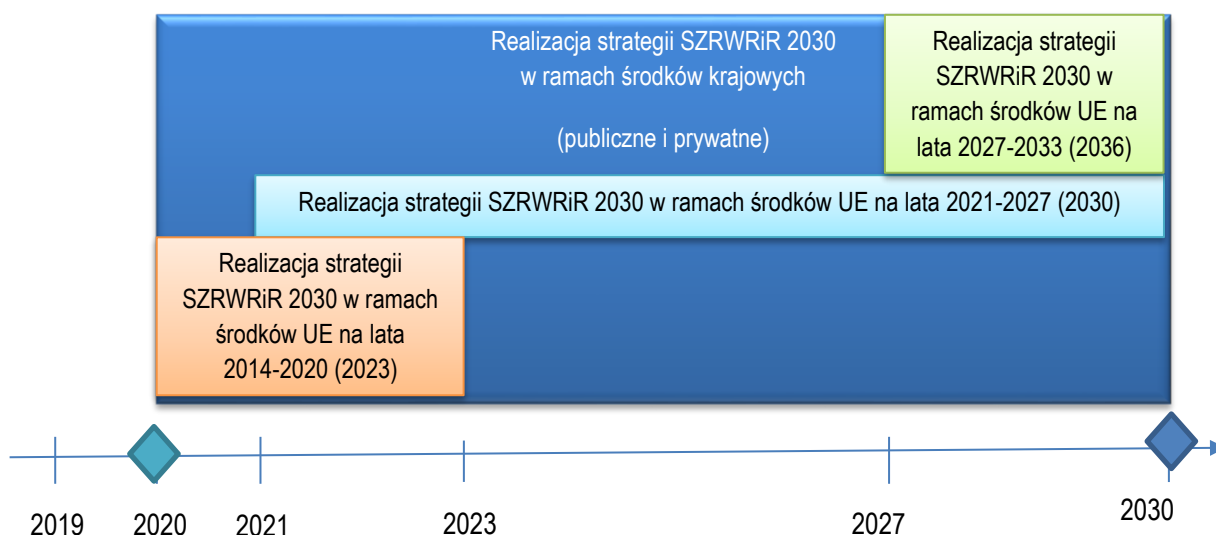 Realizacja strategii SZRWRiR 2030
w ramach środków krajowych
(publiczne i prywatne)
Realizacja strategii
SZRWRiR 2030 w
ramach środków UE na
lata 2027-2033 (2036)
Realizacja strategii SZRWRiR 2030 w ramach środków UE na lata 2021-2027 (2030)
Realizacja strategii
SZRWRiR 2030 w ramach
środków UE na lata
2014-2020 (2023)
2019 2020 2021 2023 2027 2030